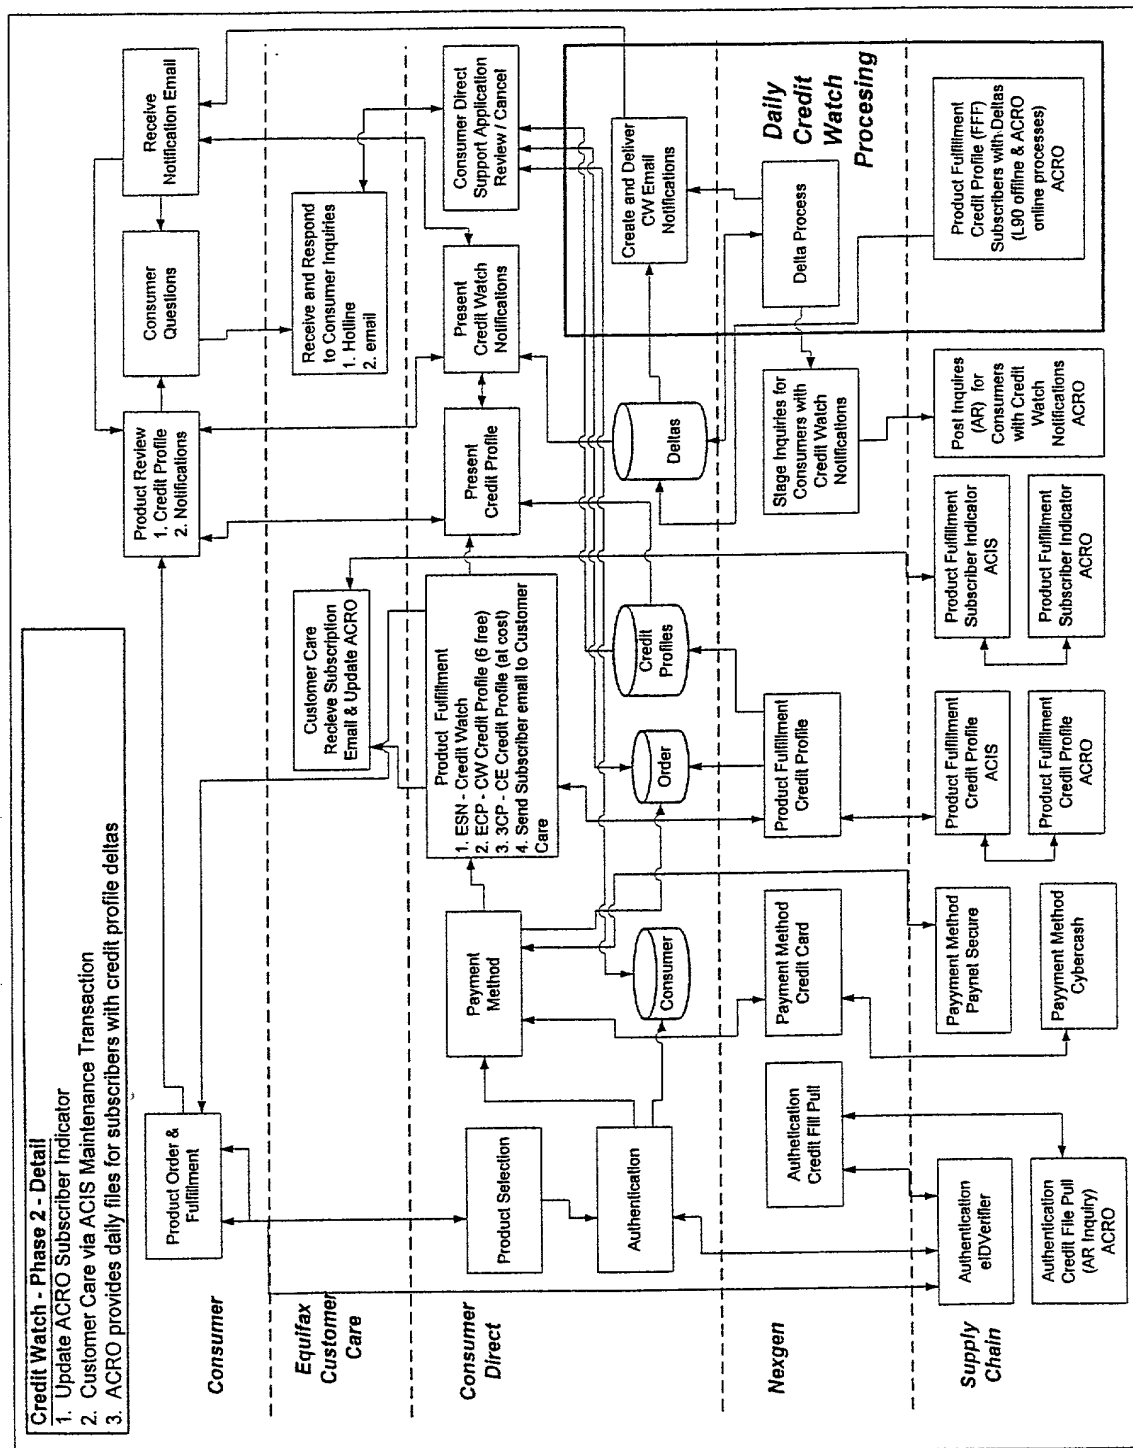 Credit Watch - Phase 2 - Detail
1. Update ACRO Subscriber Indicator
2. Customer Care via ACIS Maintenance Transaction
3. ACRO provides daily files for subscribers with credit profile deltas
Consumer
Product Order &
Fulfillment
Product Review
1. Credit Profile
2. Notifications
Consumer
Questions
Receive
Notification Email
Equifax
Customer
Care
Customer Care
Recieve Subscription
Email & Update ACRO
Receive and Respond
to Consumer Inquiries
1. Hotline
2. email
Consumer
Direct
Product Selection
Authentication
Payment
Method
Product Fulfillment
1. ESN - Credit Watch
2. ECP - CW Credit Profile (6 free)
3. 3CP - CE Credit Profile (at cost)
4. Send Subscriber email to Customer
Care
Present
Credit Profile
Present
Credit Watch
Notifications
Consumer Direct
Support Application
Review / Cancel
Consumer
Order
Credit
Profiles
Deltas
Create and Deliver
CW Email
Notifications
Nexgen
Authetication
Credit Fill Pull
Payment Method
Credit Card
Product Fulfillment
Credit Profile
Stage Inquiries for
Consumers with
Credit Watch
Notifications
Delta Process
Daily
Credit
Watch
Procesing
Supply
Chain
Authentication
eIDVerifier
Authentication
Credit File Pull
(AR Inquiry)
ACRO
Payyment Method
Paynet Secure
Payyment Method
Cybercash
Product Fulfillment
Credit Profile
ACIS
Product Fulfillment
Credit Profile
ACRO
Product Fulfillment
Subscriber Indicator
ACIS
Product Fulfillment
Subscriber Indicator
ACRO
Post Inquires
(AR) for
Consumers
with Credit
Watch
Notifications
ACRO
Product Fulfillment
Credit Profile (FFF)
Subscribers with Deltas
(L90 offiline & ACRO
online processes)
ACRO